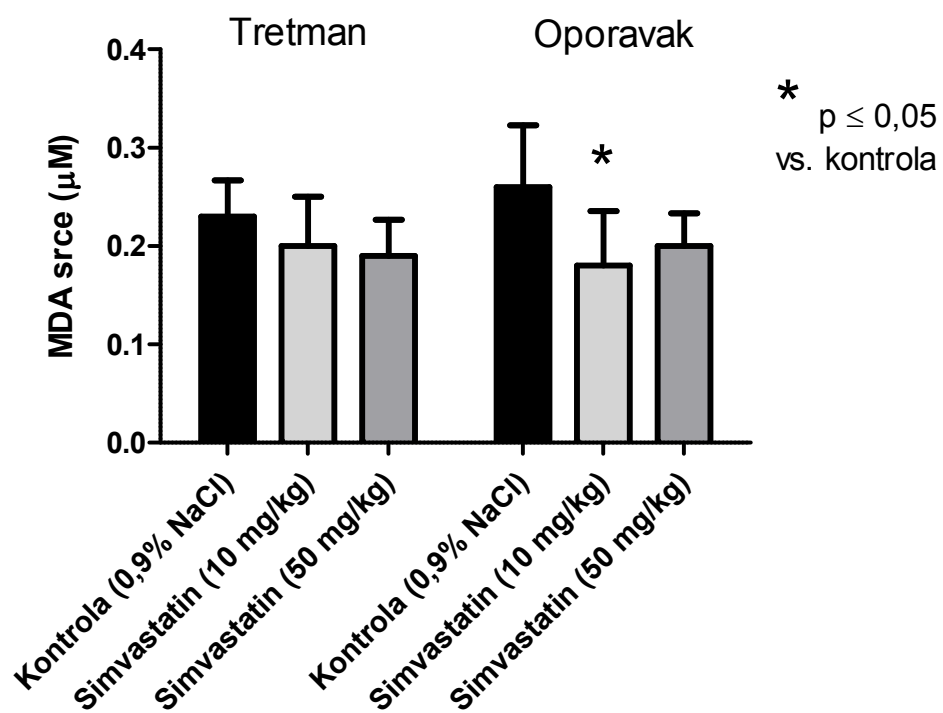 Tretman
Oporavak
*
p ≤ 0,05
vs. kontrola
MDA srce (μM)
0.4
0.3
0.2
0.1
0.0
*
Kontrola (0,9% NaCl)
Simvastatin (10 mg/kg)
Simvastatin (50 mg/kg)
Kontrola (0,9% NaCl)
Simvastatin (10 mg/kg)
Simvastatin (50 mg/kg)